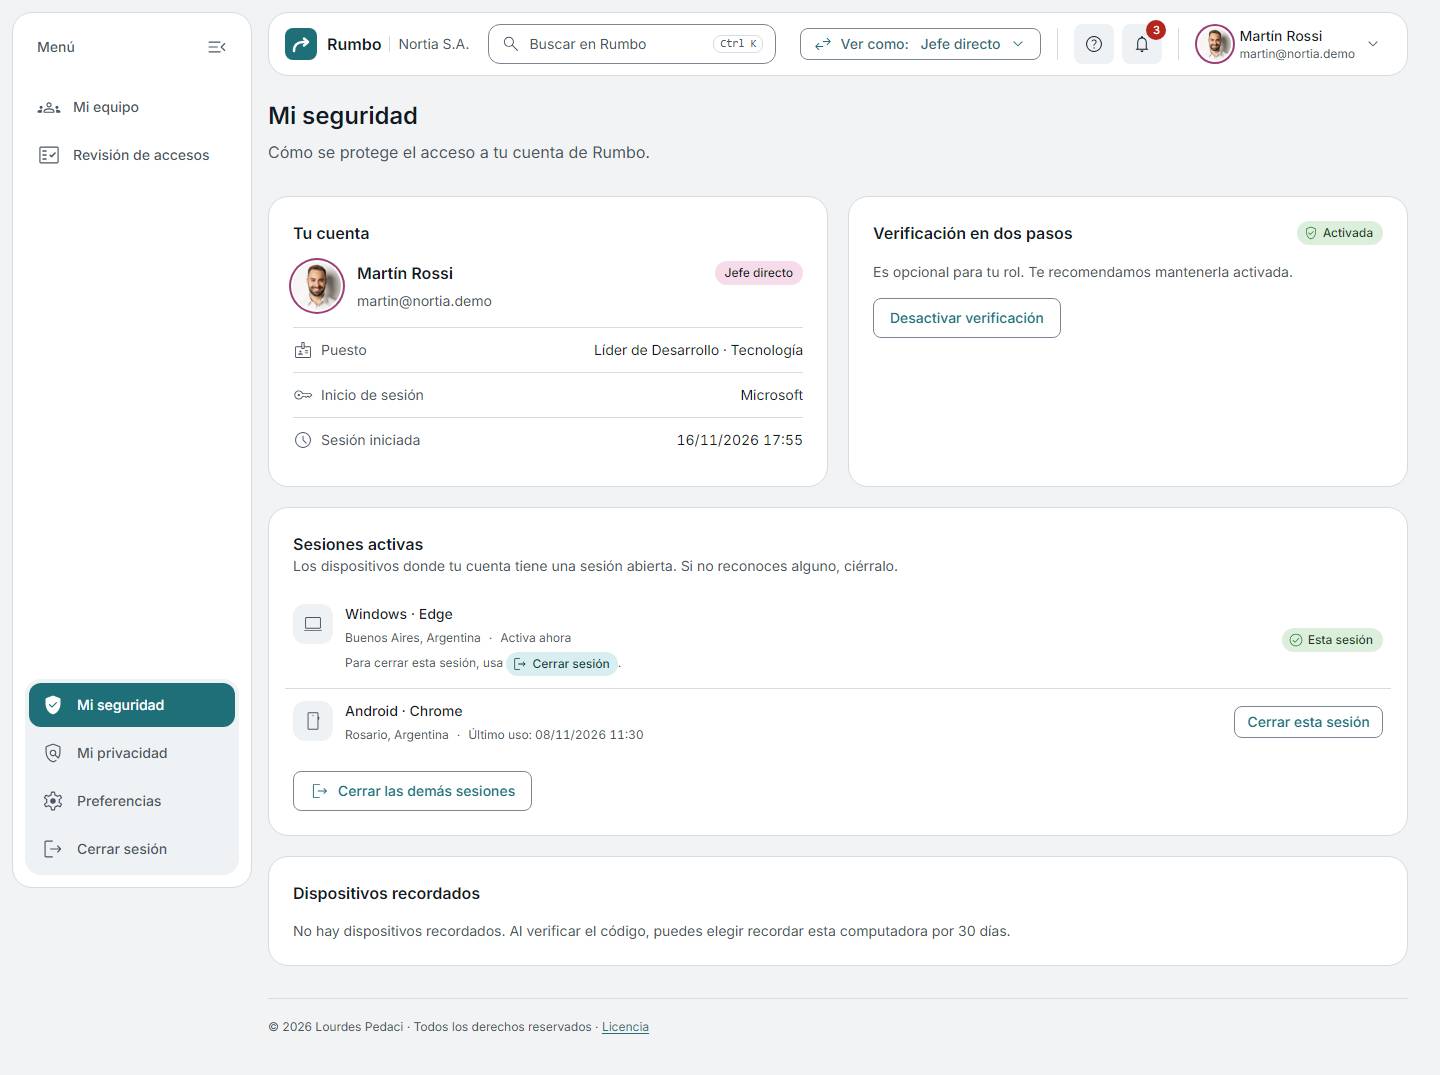 Menú
Mi equipo
Revisión de accesos
Mi seguridad
Mi privacidad
Preferencias
Cerrar sesión
Rumbo
Nortia S.A.
Buscar en Rumbo
Ctrl K
Ver como: Jefe directo
3
Martín Rossi
martin@nortia.demo
Mi seguridad
Cómo se protege el acceso a tu cuenta de Rumbo.
Tu cuenta
Martín Rossi
Jefe directo
martin@nortia.demo
Puesto
Líder de Desarrollo · Tecnología
Inicio de sesión
Microsoft
Sesión iniciada
16/11/2026 17:55
Verificación en dos pasos
Activada
Es opcional para tu rol. Te recomendamos mantenerla activada.
Desactivar verificación
Sesiones activas
Los dispositivos donde tu cuenta tiene una sesión abierta. Si no reconoces alguno, ciérralo.
Windows · Edge
Buenos Aires, Argentina · Activa ahora
Para cerrar esta sesión, usa Cerrar sesión.
Esta sesión
Android · Chrome
Rosario, Argentina · Último uso: 08/11/2026 11:30
Cerrar esta sesión
Cerrar las demás sesiones
Dispositivos recordados
No hay dispositivos recordados. Al verificar el código, puedes elegir recordar esta computadora por 30 días.
© 2026 Lourdes Pedaci · Todos los derechos reservados · Licencia